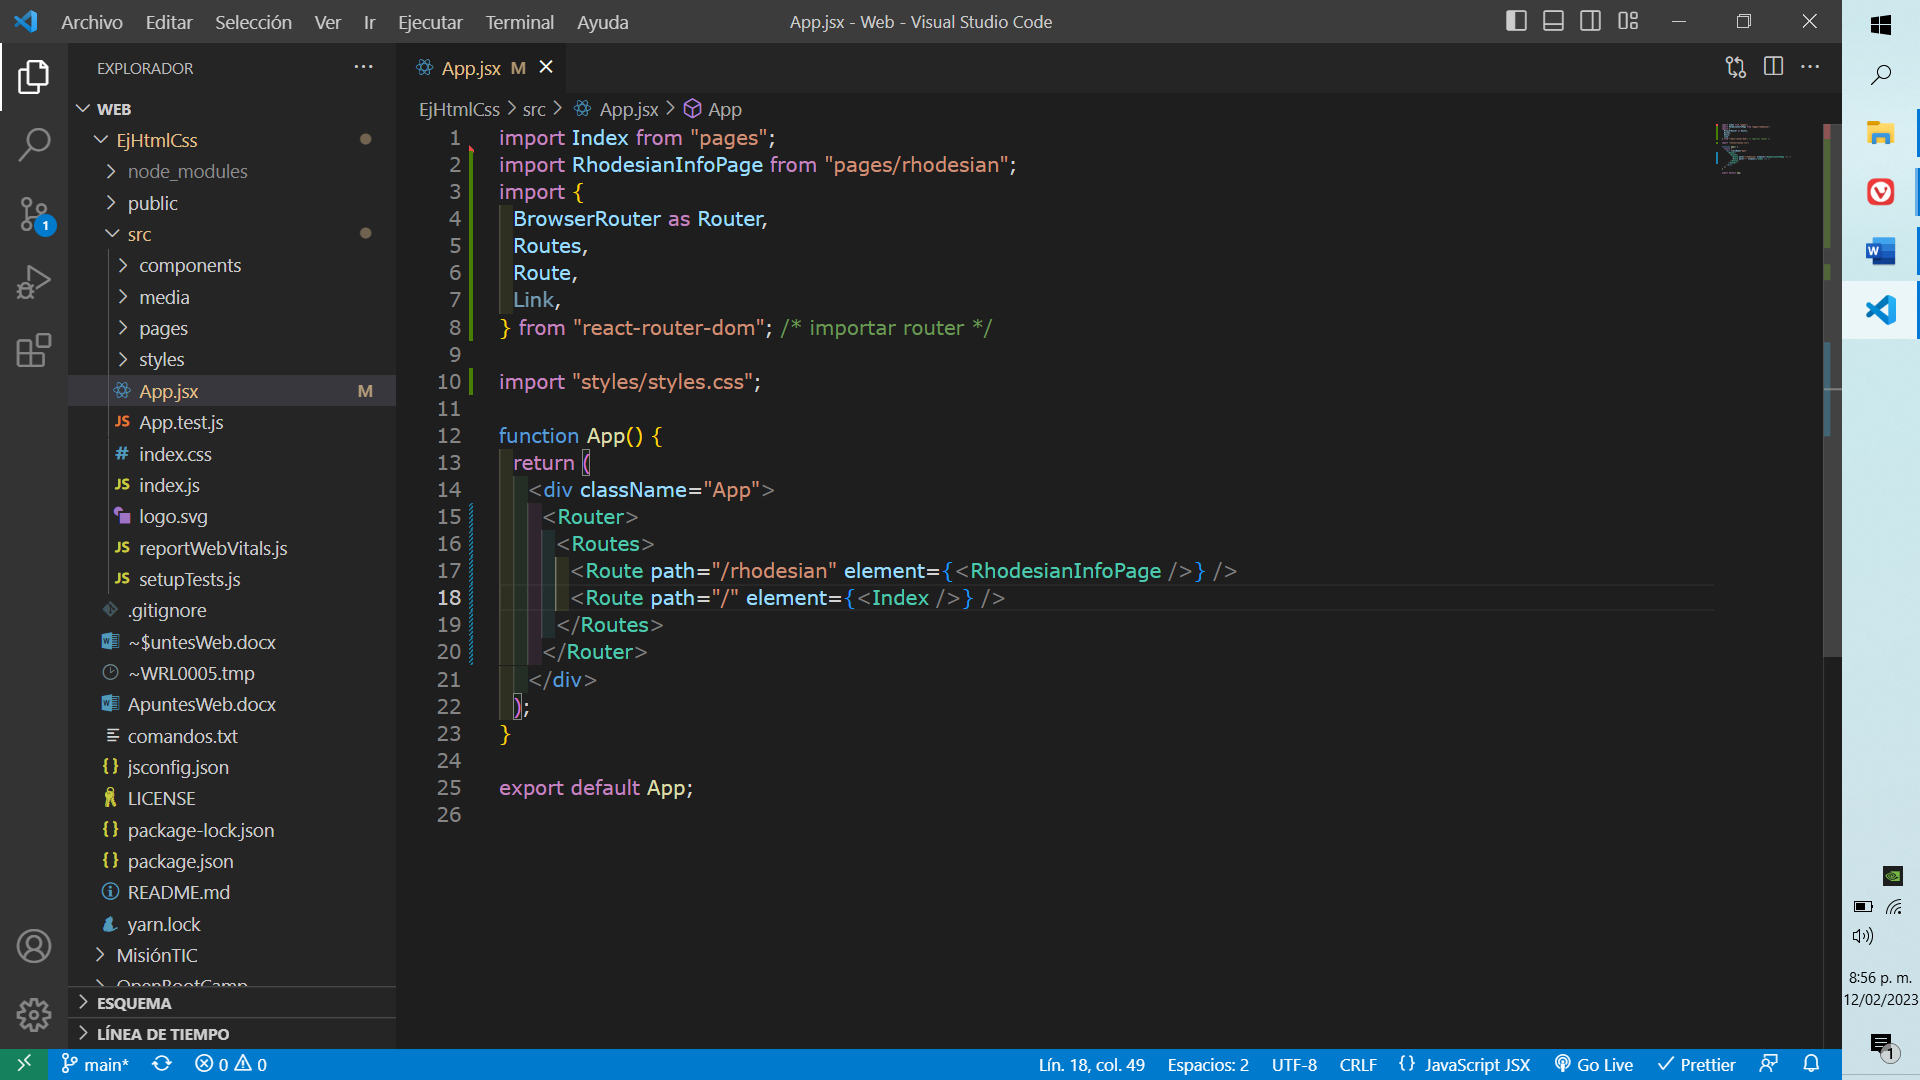 Archivo Editar Selección Ver Ir Ejecutar Terminal Ayuda
App.jsx - Web - Visual Studio Code
EXPLORADOR
WEB
EjHtmlCss
node_modules
public
src
components
media
pages
styles
App.jsx M
App.test.js
index.css
index.js
logo.svg
reportWebVitals.js
setupTests.js
.gitignore
~$untesWeb.docx
~WRL0005.tmp
ApuntesWeb.docx
comandos.txt
jsconfig.json
LICENSE
package-lock.json
package.json
README.md
yarn.lock
MisiónTIC
OpenBootCamp
ESQUEMA
LÍNEA DE TIEMPO
1
App.jsx M
EjHtmlCss > src > App.jsx > App
1 import Index from "pages";
2 import RhodesianInfoPage from "pages/rhodesian";
3 import {
4 BrowserRouter as Router,
5 Routes,
6 Route,
7 Link,
8 } from "react-router-dom"; /* importar router */
9
10 import "styles/styles.css";
11
12 function App() {
13 return (
14 <div className="App">
15 <Router>
16 <Routes>
17 <Route path="/rhodesian" element={<RhodesianInfoPage />} />
18 <Route path="/" element={<Index />} />
19 </Routes>
20 </Router>
21 </div>
22 );
23 }
24
25 export default App;
26
main* 0 0
Lín. 18, col. 49 Espacios: 2 UTF-8 CRLF {} JavaScript JSX Go Live Prettier
8:56 p. m.
12/02/2023
1